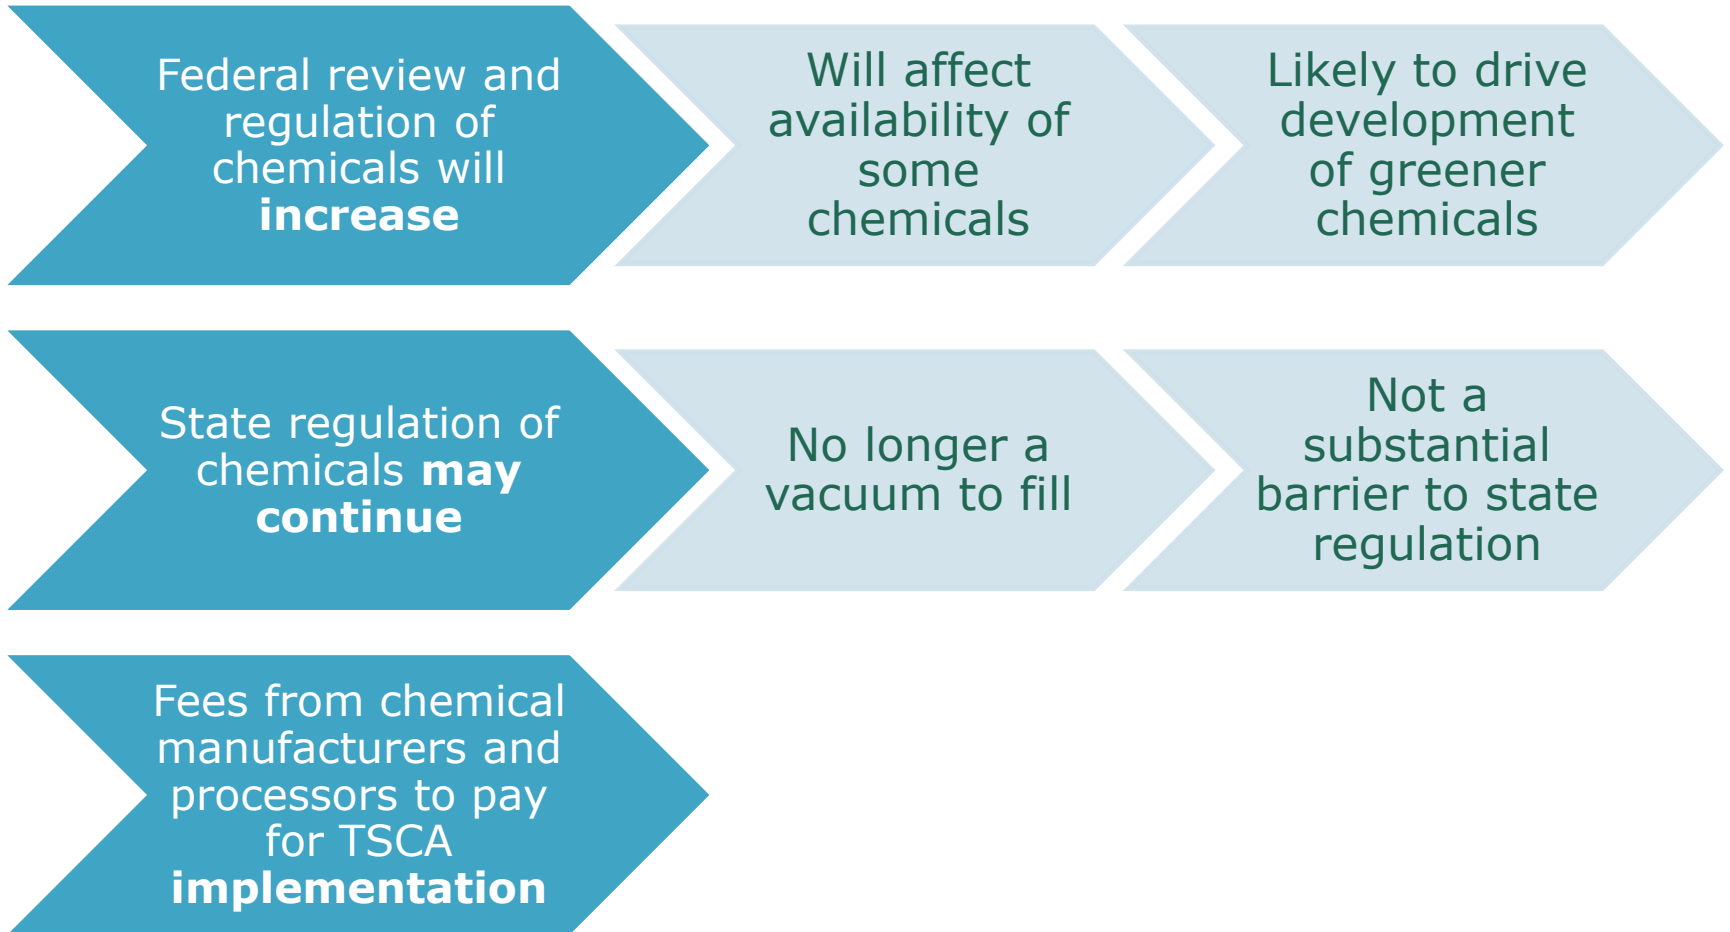 Federal review and
regulation of
chemicals will
increase
Will affect
availability of
some
chemicals
Likely to drive
development
of greener
chemicals
State regulation of
chemicals may
continue
No longer a
vacuum to fill
Not a
substantial
barrier to state
regulation
Fees from chemical
manufacturers and
processors to pay
for TSCA
implementation